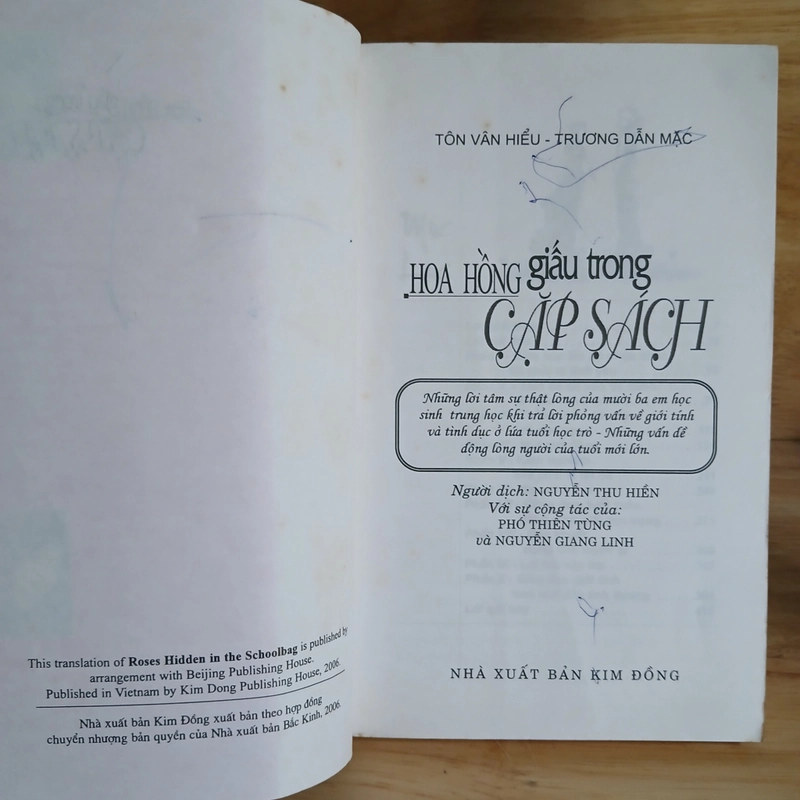 This translation of Roses Hidden in the Schoolbag is published by
arrangement with Beijing Publishing House.
Published in Vietnam by Kim Dong Publishing House, 2006.
Nhà xuất bản Kim Đồng xuất bản theo hợp đồng
chuyển nhượng bản quyền của Nhà xuất bản Bắc Kinh, 2006.
TÔN VÂN HIỂU - TRƯƠNG DẪN MẶC
HOA HỒNG giấu trong
CẶP SÁCH
Những lời tâm sự thật lòng của mười ba em học
sinh trung học khi trả lời phỏng vấn về giới tính
và tình dục ở lứa tuổi học trò - Những vấn đề
động lòng người của tuổi mới lớn.
Người dịch: NGUYỄN THU HIỀN
Với sự cộng tác của:
PHÓ THIÊN TÙNG
và NGUYỄN GIANG LINH
NHÀ XUẤT BẢN KIM ĐỒNG